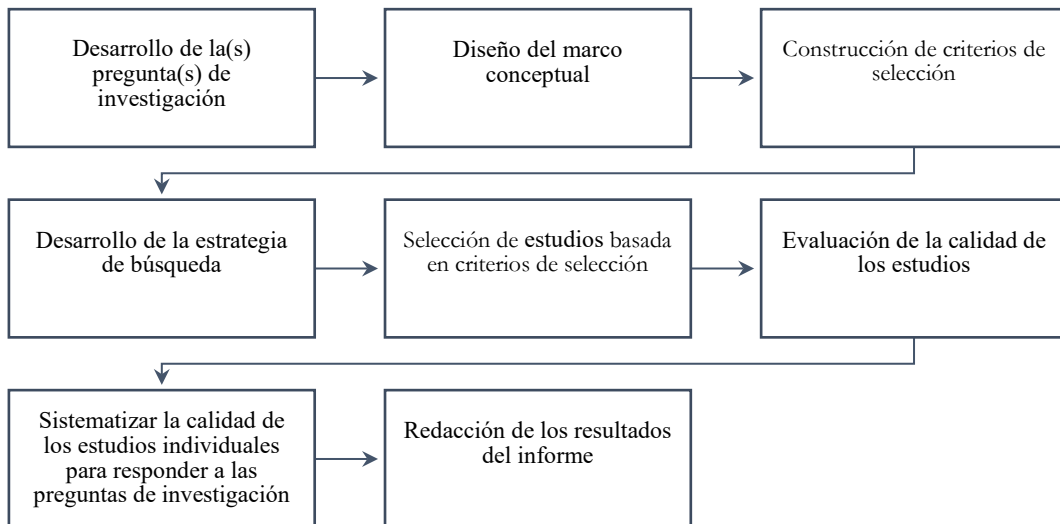 Desarrollo de la(s)
pregunta(s) de
investigación
Diseño del marco
conceptual
Construcción de criterios de
selección
Desarrollo de la estrategia
de búsqueda
Selección de estudios basada
en criterios de selección
Evaluación de la calidad de
los estudios
Sistematizar la calidad de
los estudios individuales
para responder a las
preguntas de investigación
Redacción de los resultados
del informe